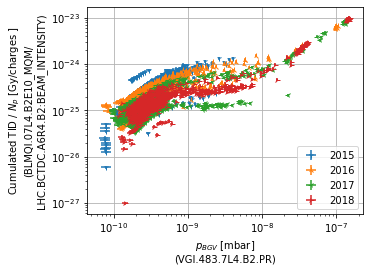 Cumulated TID / $N_p$ [Gy/charges ]
(BLMQI.07L4.B2E10_MQM/
LHC.BCTDC.A6R4.B2:BEAM_INTENSITY)
10⁻²³
10⁻²⁴
10⁻²⁵
10⁻²⁶
10⁻²⁷
2015
2016
2017
2018
10⁻¹⁰
10⁻⁹
10⁻⁸
10⁻⁷
$p_{BGV}$ [mbar]
(VGI.483.7L4.B2.PR)